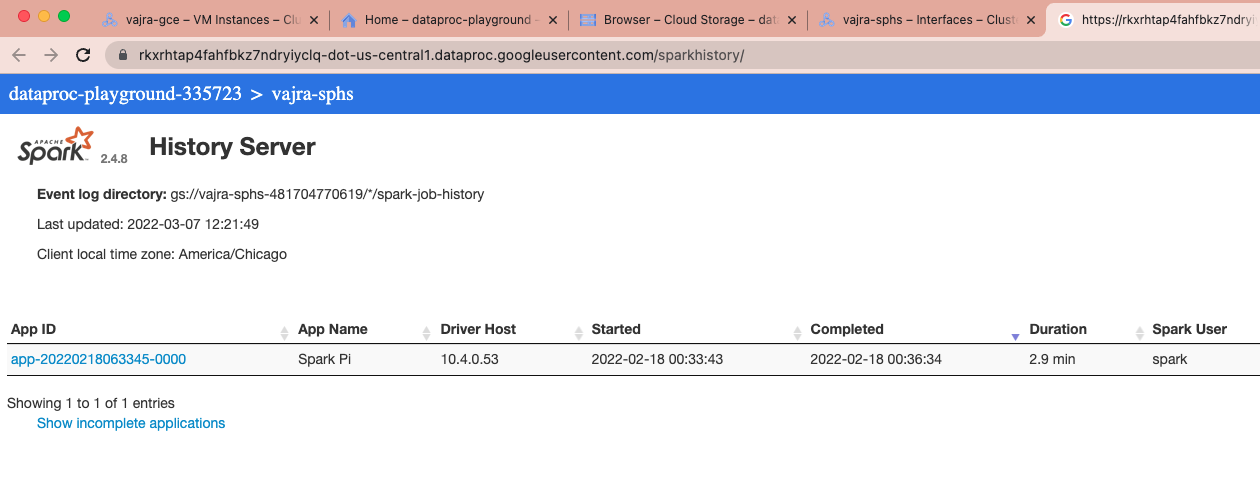 vajra-gce – VM Instances – Clu
Home – dataproc-playground –
Browser – Cloud Storage – data
vajra-sphs – Interfaces – Cluste
https://rkxrhtap4fahfbkz7ndryi
rkxrhtap4fahfbkz7ndryiyclq-dot-us-central1.dataproc.googleusercontent.com/sparkhistory/
dataproc-playground-335723 > vajra-sphs
APACHE Spark 2.4.8 History Server
Event log directory: gs://vajra-sphs-481704770619/*/spark-job-history
Last updated: 2022-03-07 12:21:49
Client local time zone: America/Chicago
App ID App Name Driver Host Started Completed Duration Spark User
app-20220218063345-0000 Spark Pi 10.4.0.53 2022-02-18 00:33:43 2022-02-18 00:36:34 2.9 min spark
Showing 1 to 1 of 1 entries
Show incomplete applications